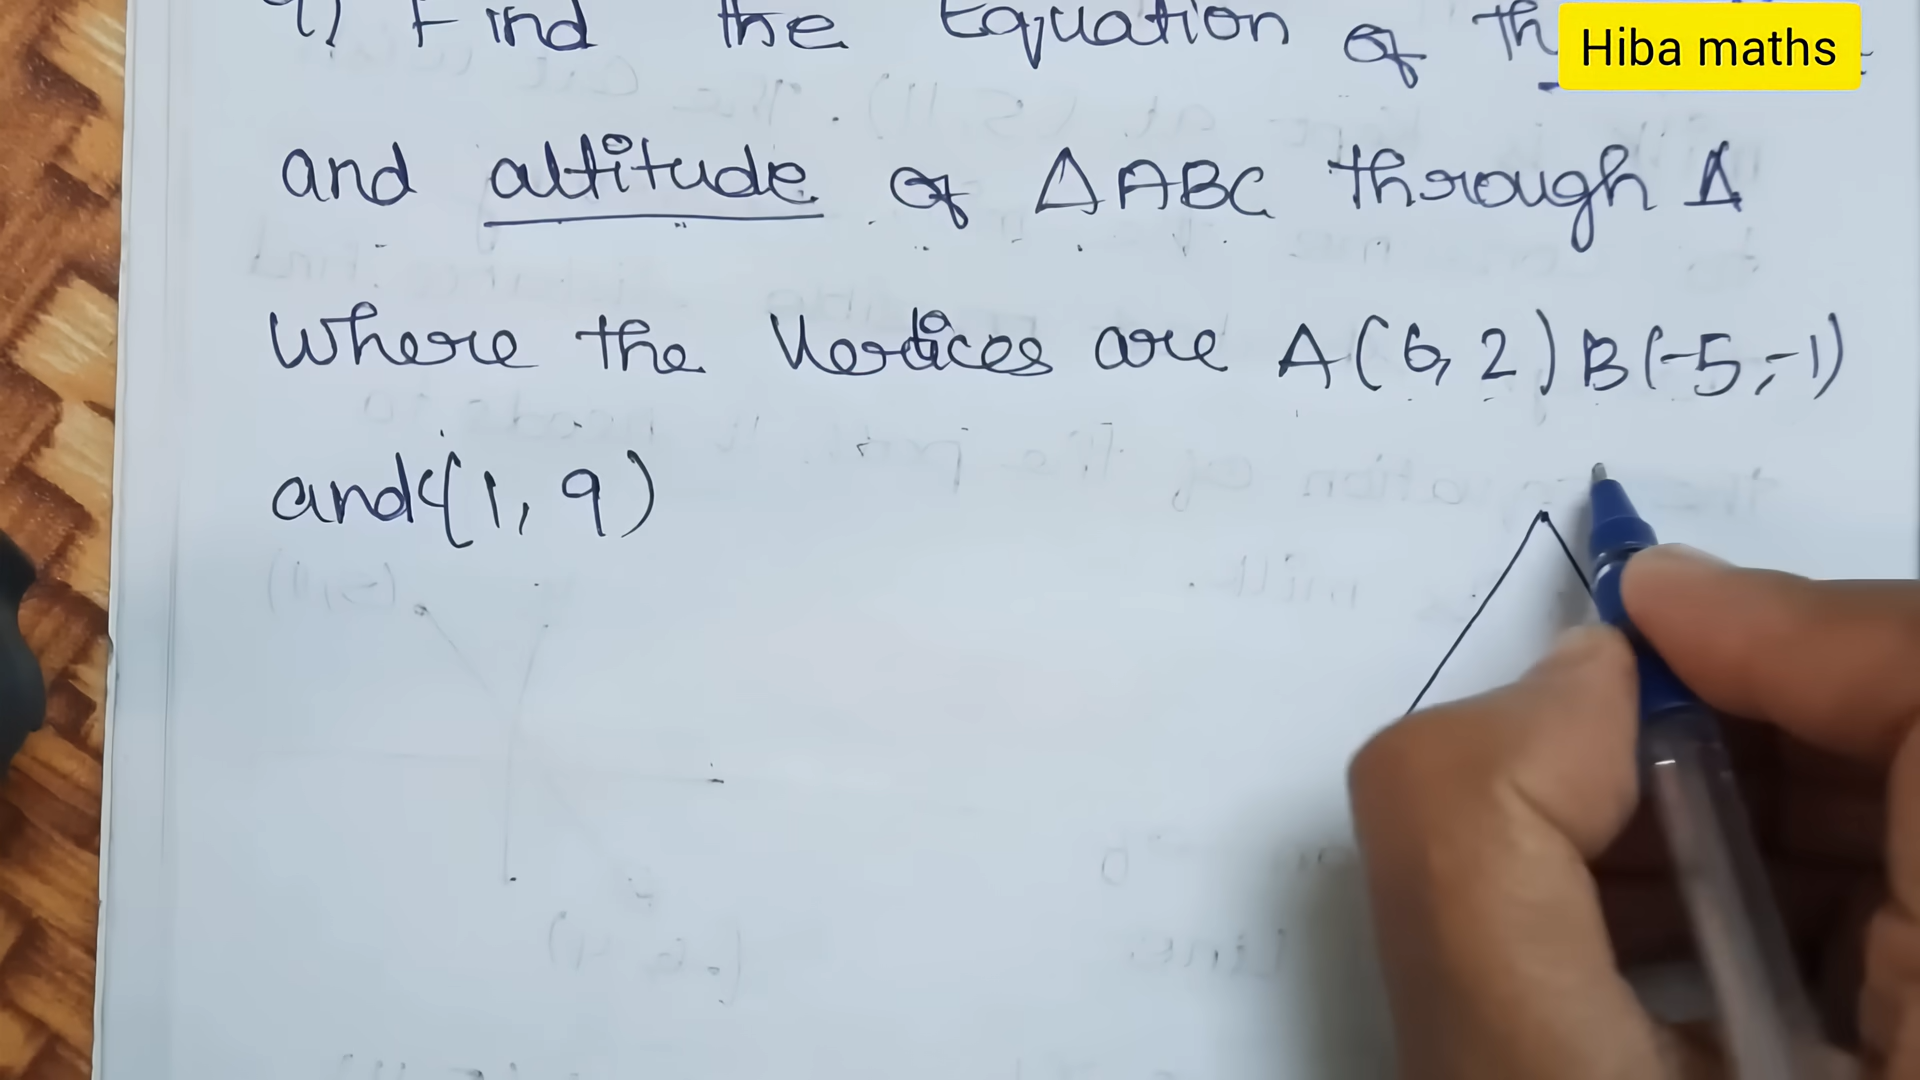 9) Find the Equation of th
Hiba maths
and altitude of ΔABC through A
where the Vertices are A(6, 2) B(-5, -1)
and C(1, 9)